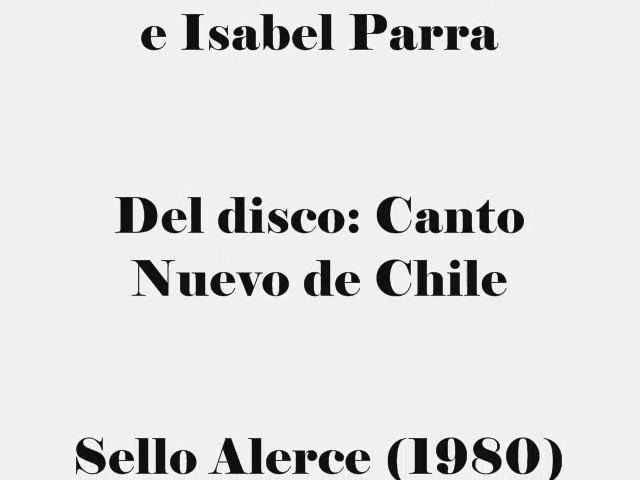 e Isabel Parra
Del disco: Canto
Nuevo de Chile
Sello Alerce (1980)